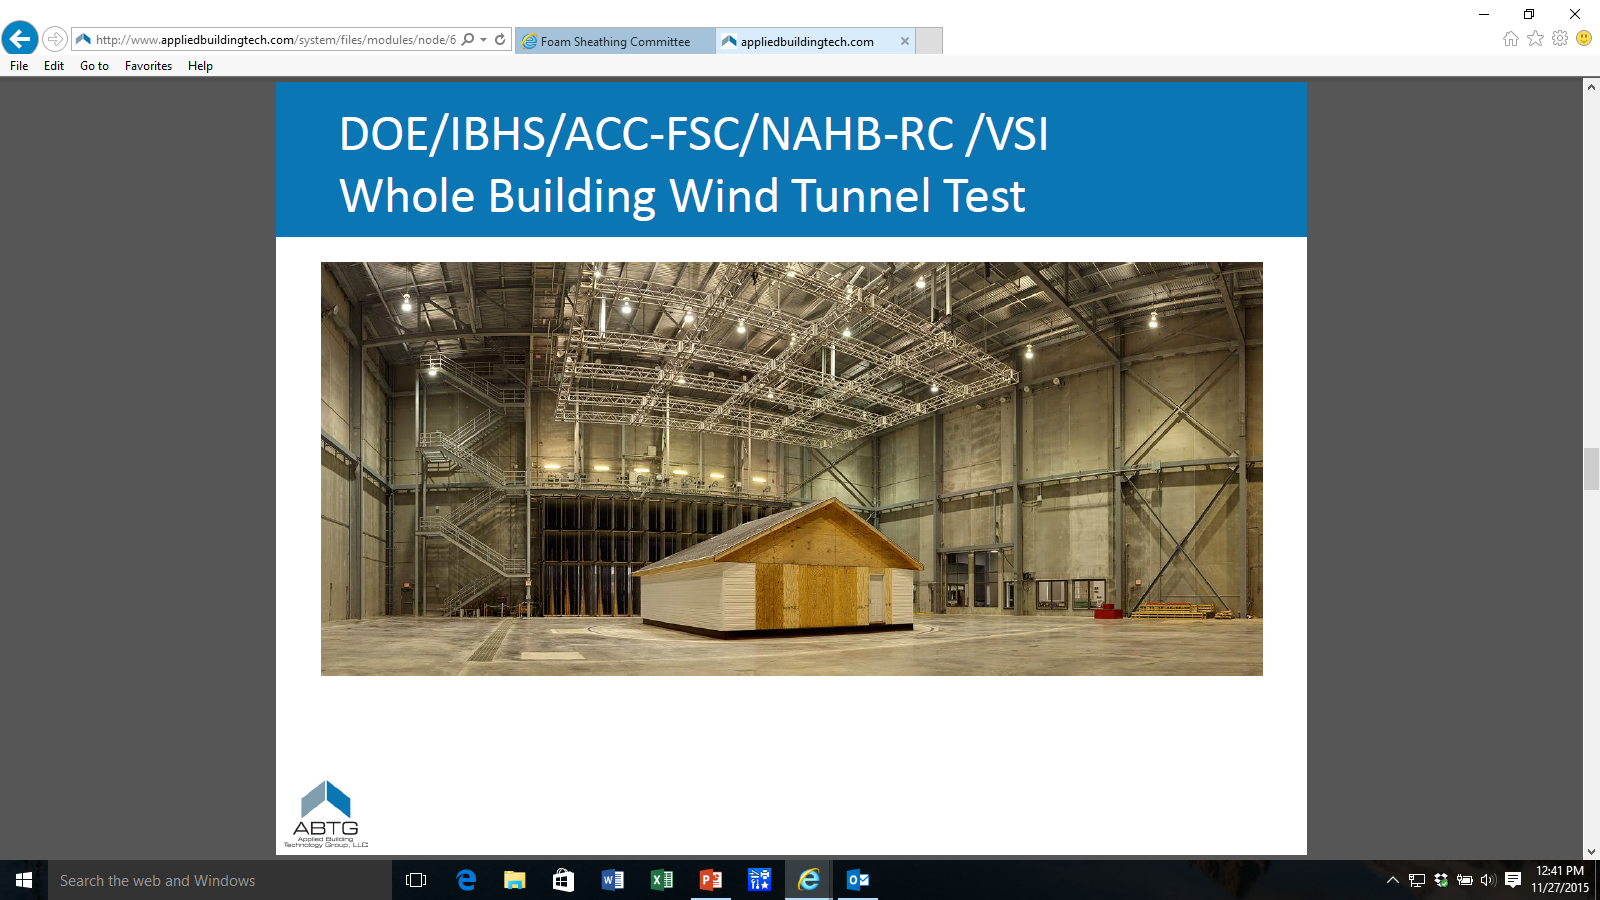 http://www.appliedbuildingtech.com/system/files/modules/node/6
Foam Sheathing Committee
appliedbuildingtech.com
File Edit Go to Favorites Help
DOE/IBHS/ACC-FSC/NAHB-RC /VSI
Whole Building Wind Tunnel Test
ABTG
Applied Building
Technology Group, LLC
Search the web and Windows
12:41 PM
11/27/2015